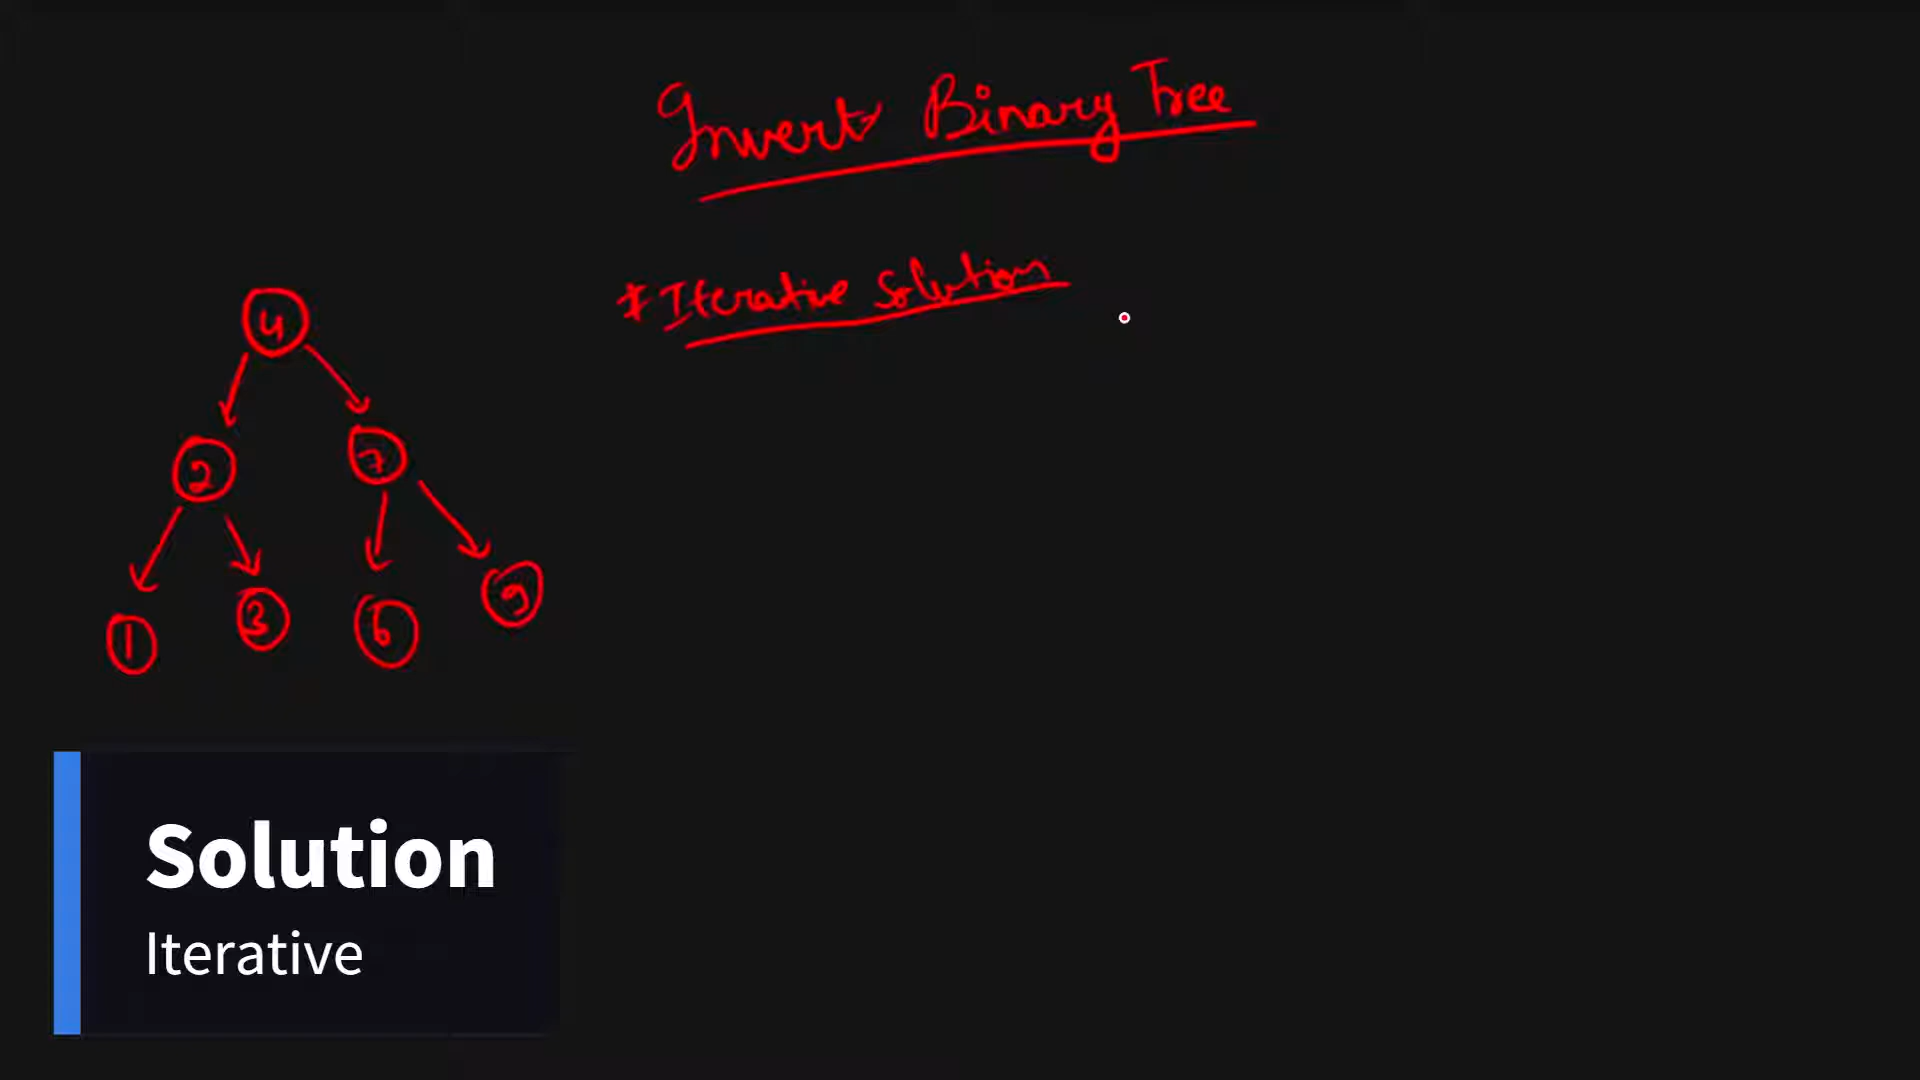 Invert Binary Tree
* Iterative Solution
4
2 7
1 3 6 9
Solution
Iterative